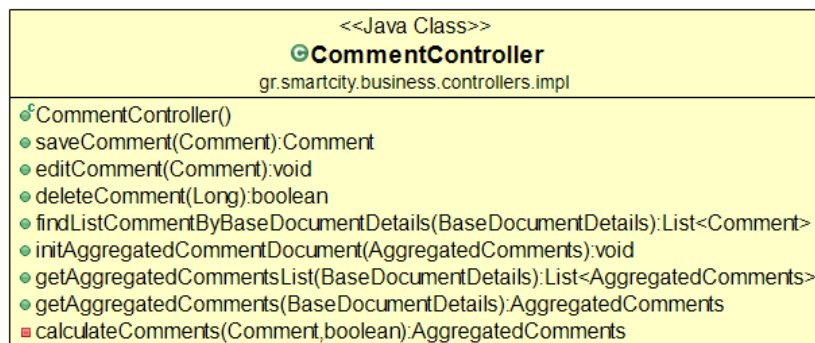 <<Java Class>>
CommentController
gr.smartcity.business.controllers.impl
CommentController()
saveComment(Comment):Comment
editComment(Comment):void
deleteComment(Long):boolean
findListCommentByBaseDocumentDetails(BaseDocumentDetails):List<Comment>
initAggregatedCommentDocument(AggregatedComments):void
getAggregatedCommentsList(BaseDocumentDetails):List<AggregatedComments>
getAggregatedComments(BaseDocumentDetails):AggregatedComments
calculateComments(Comment,boolean):AggregatedComments